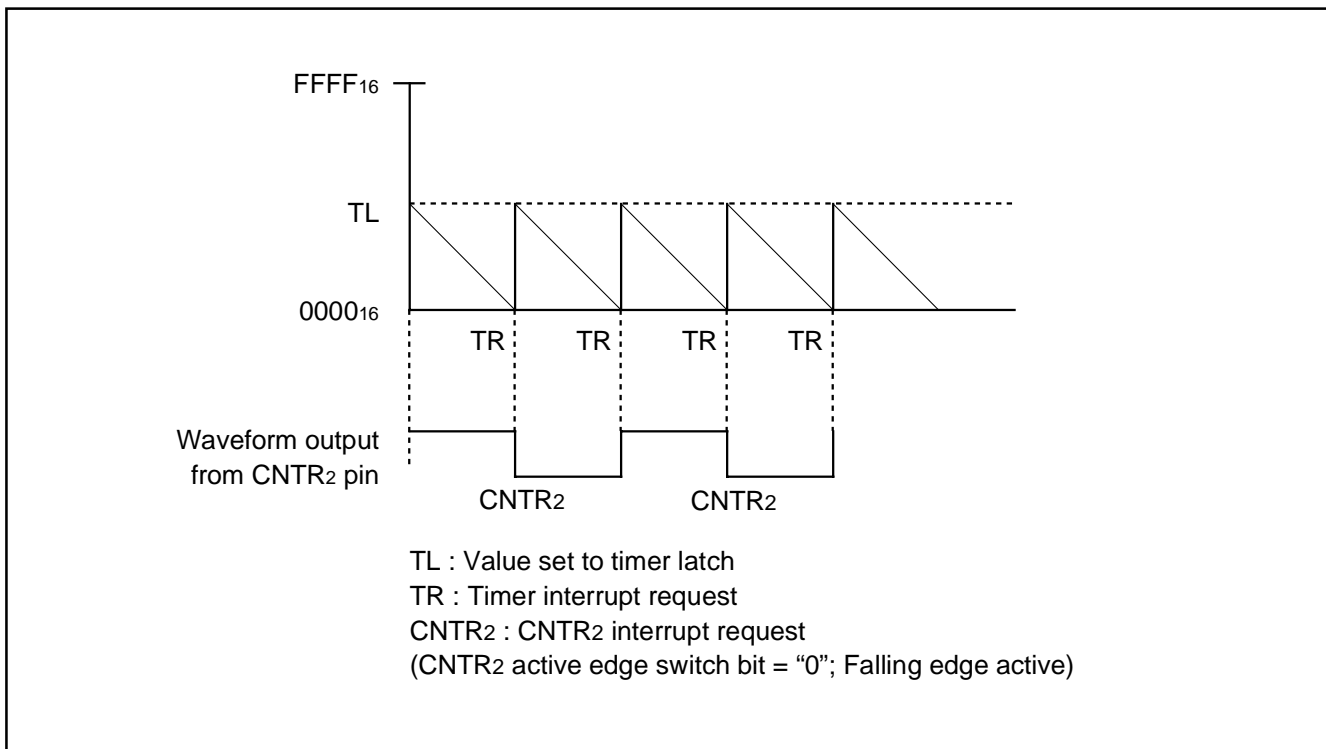 FFFF16
TL
000016
TR TR TR TR
Waveform output
from CNTR2 pin
CNTR2 CNTR2
TL : Value set to timer latch
TR : Timer interrupt request
CNTR2 : CNTR2 interrupt request
(CNTR2 active edge switch bit = “0”; Falling edge active)